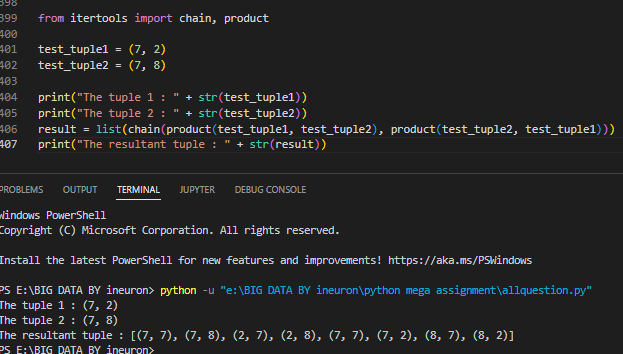 398
399 from itertools import chain, product
400
401 test_tuple1 = (7, 2)
402 test_tuple2 = (7, 8)
403
404 print("The tuple 1 : " + str(test_tuple1))
405 print("The tuple 2 : " + str(test_tuple2))
406 result = list(chain(product(test_tuple1, test_tuple2), product(test_tuple2, test_tuple1)))
407 print("The resultant tuple : " + str(result))
PROBLEMS OUTPUT TERMINAL JUPYTER DEBUG CONSOLE
Windows PowerShell
Copyright (C) Microsoft Corporation. All rights reserved.
Install the latest PowerShell for new features and improvements! https://aka.ms/PSWindows
PS E:\BIG DATA BY ineuron> python -u "e:\BIG DATA BY ineuron\python mega assignment\allquestion.py"
The tuple 1 : (7, 2)
The tuple 2 : (7, 8)
The resultant tuple : [(7, 7), (7, 8), (2, 7), (2, 8), (7, 7), (7, 2), (8, 7), (8, 2)]
PS E:\BIG DATA BY ineuron>